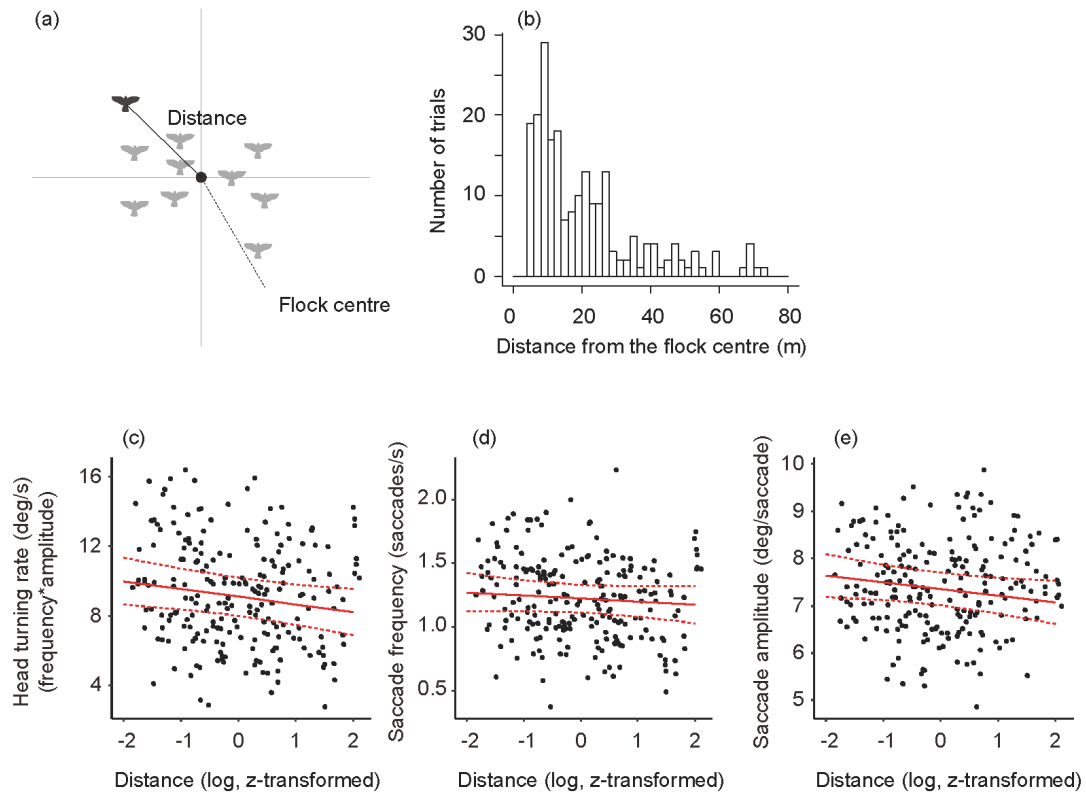 (a)
Distance
Flock centre
(b)
Number of trials
30
20
10
0
0 20 40 60 80
Distance from the flock centre (m)
(c)
Head turning rate (deg/s)
(frequency*amplitude)
16
12
8
4
-2 -1 0 1 2
Distance (log, z-transformed)
(d)
Saccade frequency (saccades/s)
2.0
1.5
1.0
0.5
-2 -1 0 1 2
Distance (log, z-transformed)
(e)
Saccade amplitude (deg/saccade)
10
9
8
7
6
5
-2 -1 0 1 2
Distance (log, z-transformed)